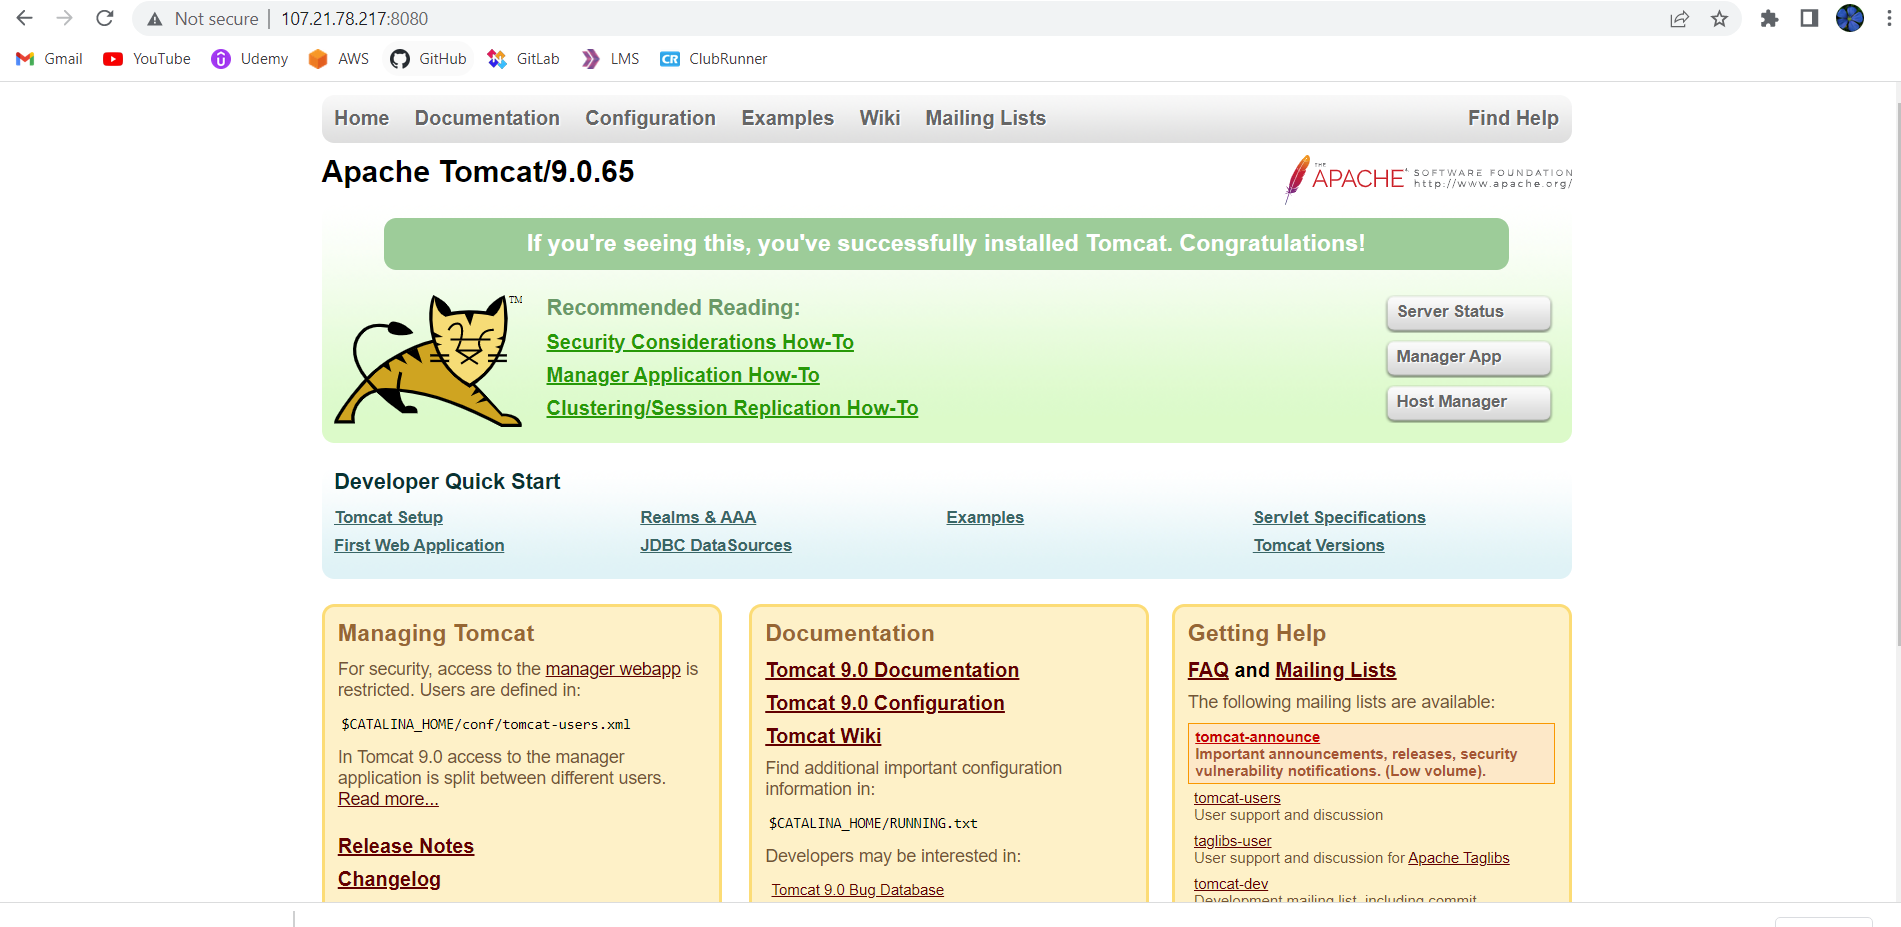 Not secure | 107.21.78.217:8080
Gmail YouTube Udemy AWS GitHub GitLab LMS CR ClubRunner
Home Documentation Configuration Examples Wiki Mailing Lists Find Help
Apache Tomcat/9.0.65
THE APACHE SOFTWARE FOUNDATION
http://www.apache.org/
If you're seeing this, you've successfully installed Tomcat. Congratulations!
TM
Recommended Reading:
Security Considerations How-To
Manager Application How-To
Clustering/Session Replication How-To
Server Status
Manager App
Host Manager
Developer Quick Start
Tomcat Setup
First Web Application
Realms & AAA
JDBC DataSources
Examples
Servlet Specifications
Tomcat Versions
Managing Tomcat
For security, access to the manager webapp is
restricted. Users are defined in:
$CATALINA_HOME/conf/tomcat-users.xml
In Tomcat 9.0 access to the manager
application is split between different users.
Read more...
Release Notes
Changelog
Documentation
Tomcat 9.0 Documentation
Tomcat 9.0 Configuration
Tomcat Wiki
Find additional important configuration
information in:
$CATALINA_HOME/RUNNING.txt
Developers may be interested in:
Tomcat 9.0 Bug Database
Getting Help
FAQ and Mailing Lists
The following mailing lists are available:
tomcat-announce
Important announcements, releases, security
vulnerability notifications. (Low volume).
tomcat-users
User support and discussion
taglibs-user
User support and discussion for Apache Taglibs
tomcat-dev
Development mailing list, including commit